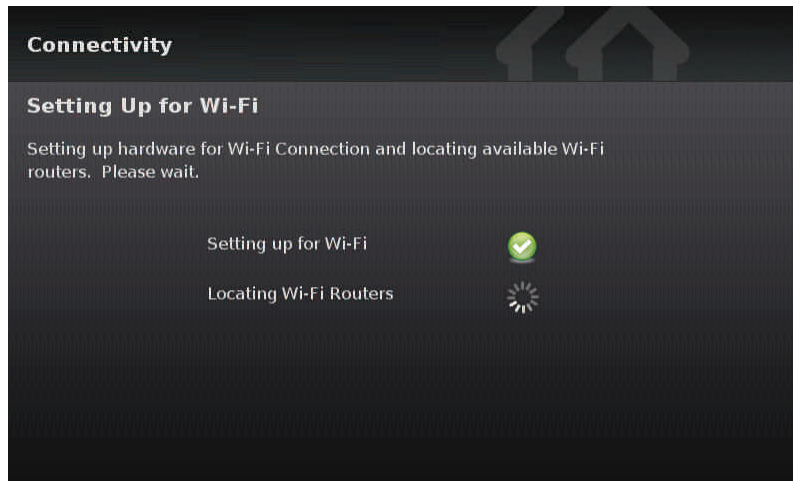 Connectivity
Setting Up for Wi-Fi
Setting up hardware for Wi-Fi Connection and locating available Wi-Fi
routers.  Please wait.
Setting up for Wi-Fi
Locating Wi-Fi Routers